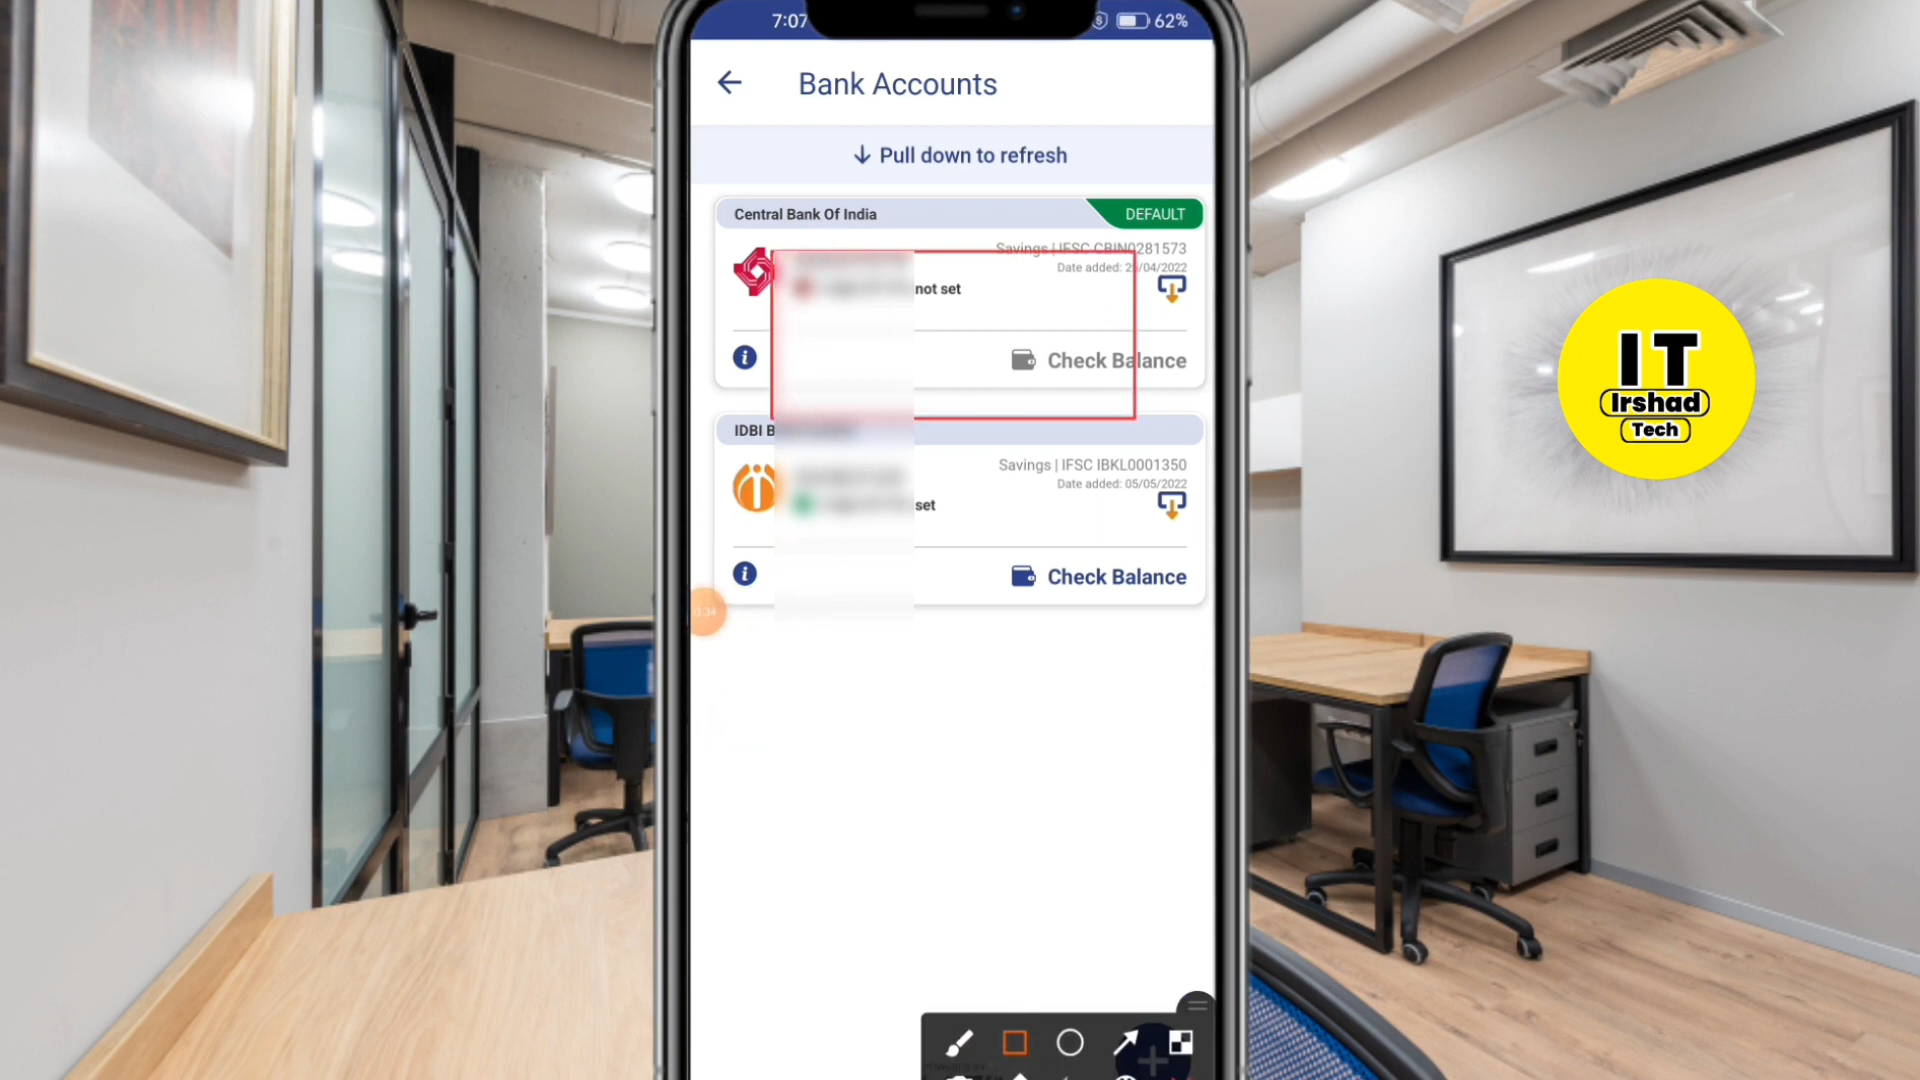 7:07
62%
Bank Accounts
Pull down to refresh
Central Bank Of India
DEFAULT
Savings | IFSC CBIN0281573
Date added: 25/04/2022
not set
Check Balance
IDBI
Savings | IFSC IBKL0001350
Date added: 05/05/2022
set
Check Balance
IT
Irshad
Tech